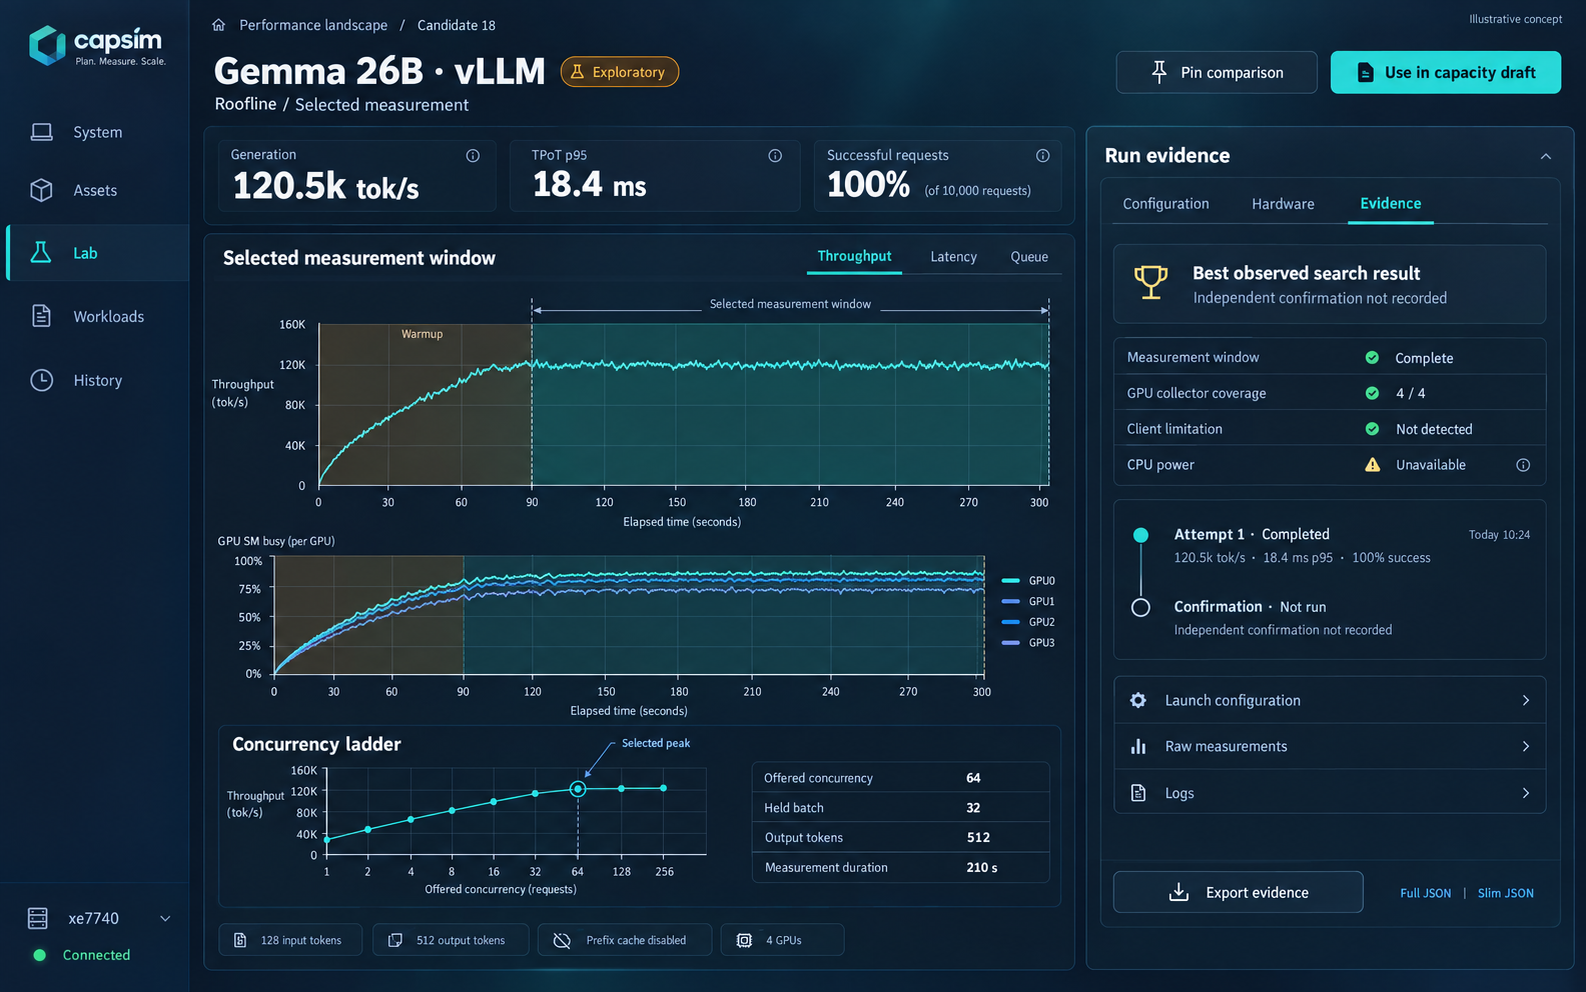 capsim
Plan. Measure. Scale.
System
Assets
Lab
Workloads
History
xe7740
Connected
Performance landscape / Candidate 18
Illustrative concept
Gemma 26B · vLLM
Exploratory
Roofline / Selected measurement
Pin comparison
Use in capacity draft
Generation
120.5k tok/s
TPoT p95
18.4 ms
Successful requests
100% (of 10,000 requests)
Selected measurement window
Throughput
Latency
Queue
Selected measurement window
Warmup
Throughput
(tok/s)
160K
120K
80K
40K
0
0 30 60 90 120 150 180 210 240 270 300
Elapsed time (seconds)
GPU SM busy (per GPU)
100%
75%
50%
25%
0%
0 30 60 90 120 150 180 210 240 270 300
Elapsed time (seconds)
GPU0
GPU1
GPU2
GPU3
Concurrency ladder
Selected peak
Throughput
(tok/s)
160K
120K
80K
40K
0
1 2 4 8 16 32 64 128 256
Offered concurrency (requests)
Offered concurrency 64
Held batch 32
Output tokens 512
Measurement duration 210 s
128 input tokens
512 output tokens
Prefix cache disabled
4 GPUs
Run evidence
Configuration
Hardware
Evidence
Best observed search result
Independent confirmation not recorded
Measurement window Complete
GPU collector coverage 4 / 4
Client limitation Not detected
CPU power Unavailable
Attempt 1 · Completed Today 10:24
120.5k tok/s · 18.4 ms p95 · 100% success
Confirmation · Not run
Independent confirmation not recorded
Launch configuration
Raw measurements
Logs
Export evidence
Full JSON | Slim JSON